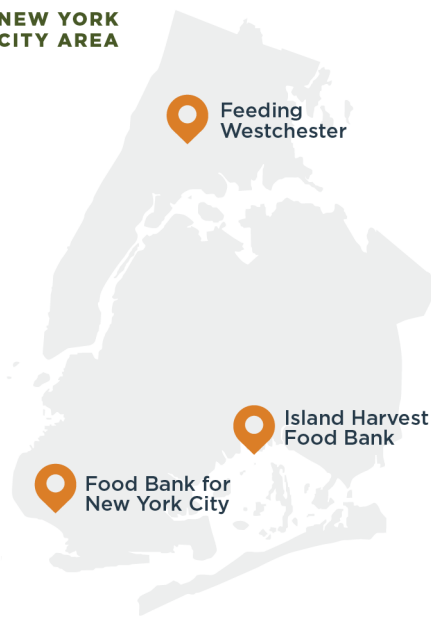 NEW YORK
CITY AREA
Feeding
Westchester
Island Harvest
Food Bank
Food Bank for
New York City